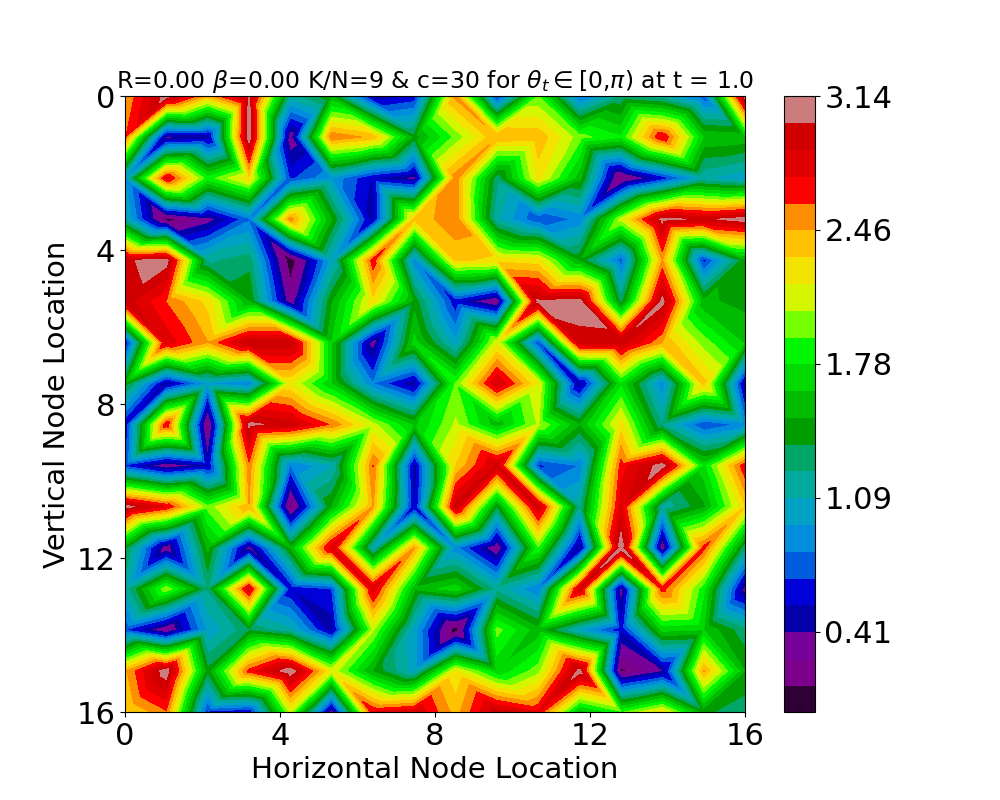 R=0.00 β=0.00 K/N=9 & c=30 for θₜ ∈ [0,π) at t = 1.0
0
4
8
12
16
0 4 8 12 16
Vertical Node Location
Horizontal Node Location
3.14
2.46
1.78
1.09
0.41